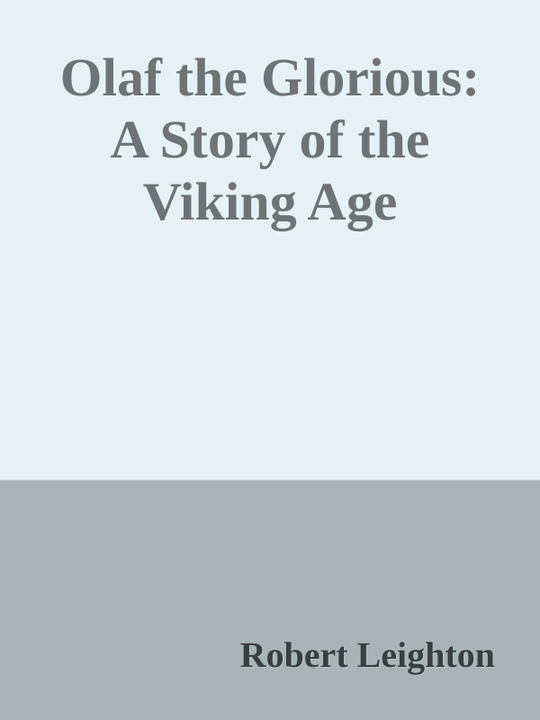 Olaf the Glorious:
A Story of the
Viking Age
Robert Leighton